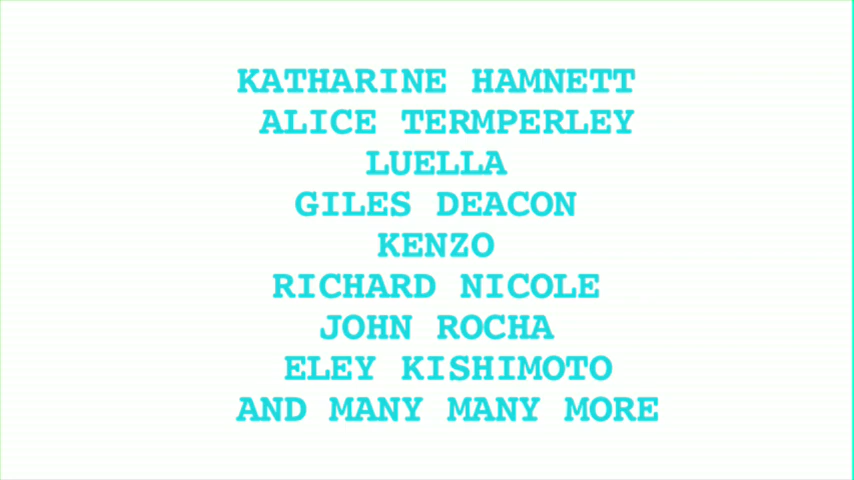 KATHARINE HAMNETT
ALICE TERMPERLEY
LUELLA
GILES DEACON
KENZO
RICHARD NICOLE
JOHN ROCHA
ELEY KISHIMOTO
AND MANY MANY MORE